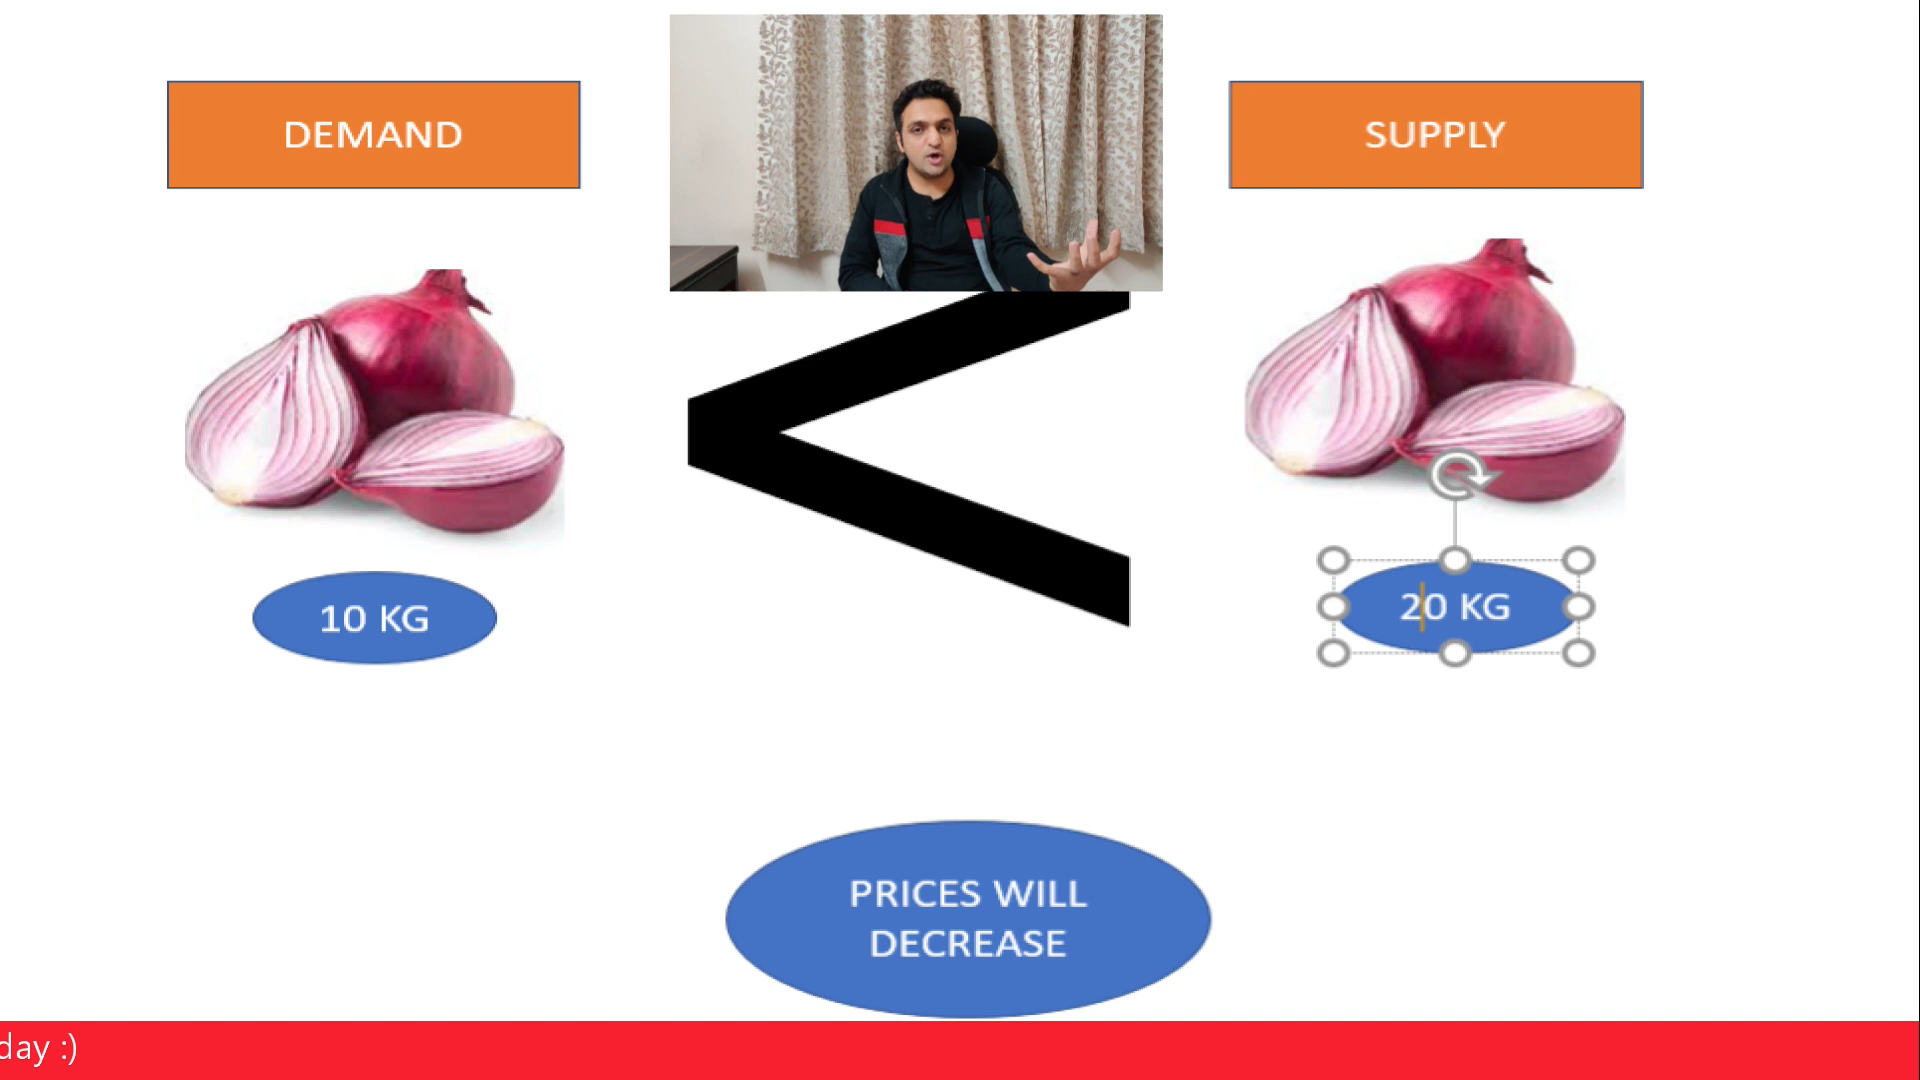 DEMAND
SUPPLY
10 KG
20 KG
PRICES WILL
DECREASE
day :)